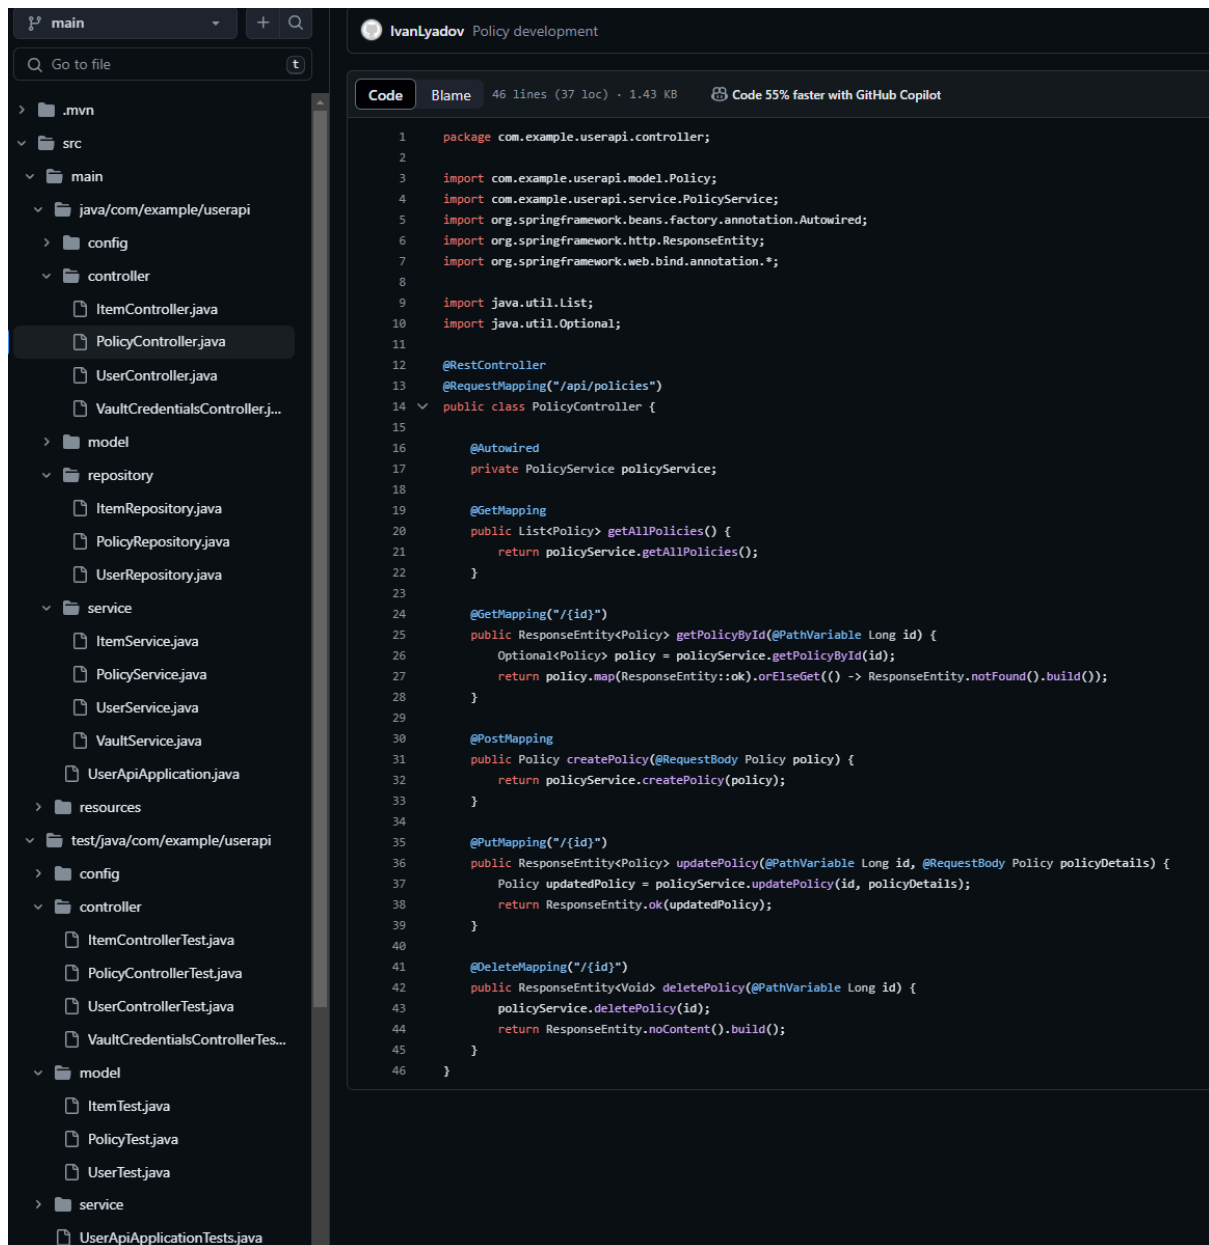 main
Go to file
t
.mvn
src
main
java/com/example/userapi
config
controller
ItemController.java
PolicyController.java
UserController.java
VaultCredentialsController.j...
model
repository
ItemRepository.java
PolicyRepository.java
UserRepository.java
service
ItemService.java
PolicyService.java
UserService.java
VaultService.java
UserApiApplication.java
resources
test/java/com/example/userapi
config
controller
ItemControllerTest.java
PolicyControllerTest.java
UserControllerTest.java
VaultCredentialsControllerTes...
model
ItemTest.java
PolicyTest.java
UserTest.java
service
UserApiApplicationTests.java
IvanLyadov Policy development
Code Blame 46 lines (37 loc) · 1.43 KB Code 55% faster with GitHub Copilot
1 package com.example.userapi.controller;
2
3 import com.example.userapi.model.Policy;
4 import com.example.userapi.service.PolicyService;
5 import org.springframework.beans.factory.annotation.Autowired;
6 import org.springframework.http.ResponseEntity;
7 import org.springframework.web.bind.annotation.*;
8
9 import java.util.List;
10 import java.util.Optional;
11
12 @RestController
13 @RequestMapping("/api/policies")
14 public class PolicyController {
15
16 @Autowired
17 private PolicyService policyService;
18
19 @GetMapping
20 public List<Policy> getAllPolicies() {
21 return policyService.getAllPolicies();
22 }
23
24 @GetMapping("/{id}")
25 public ResponseEntity<Policy> getPolicyById(@PathVariable Long id) {
26 Optional<Policy> policy = policyService.getPolicyById(id);
27 return policy.map(ResponseEntity::ok).orElseGet(() -> ResponseEntity.notFound().build());
28 }
29
30 @PostMapping
31 public Policy createPolicy(@RequestBody Policy policy) {
32 return policyService.createPolicy(policy);
33 }
34
35 @PutMapping("/{id}")
36 public ResponseEntity<Policy> updatePolicy(@PathVariable Long id, @RequestBody Policy policyDetails) {
37 Policy updatedPolicy = policyService.updatePolicy(id, policyDetails);
38 return ResponseEntity.ok(updatedPolicy);
39 }
40
41 @DeleteMapping("/{id}")
42 public ResponseEntity<Void> deletePolicy(@PathVariable Long id) {
43 policyService.deletePolicy(id);
44 return ResponseEntity.noContent().build();
45 }
46 }